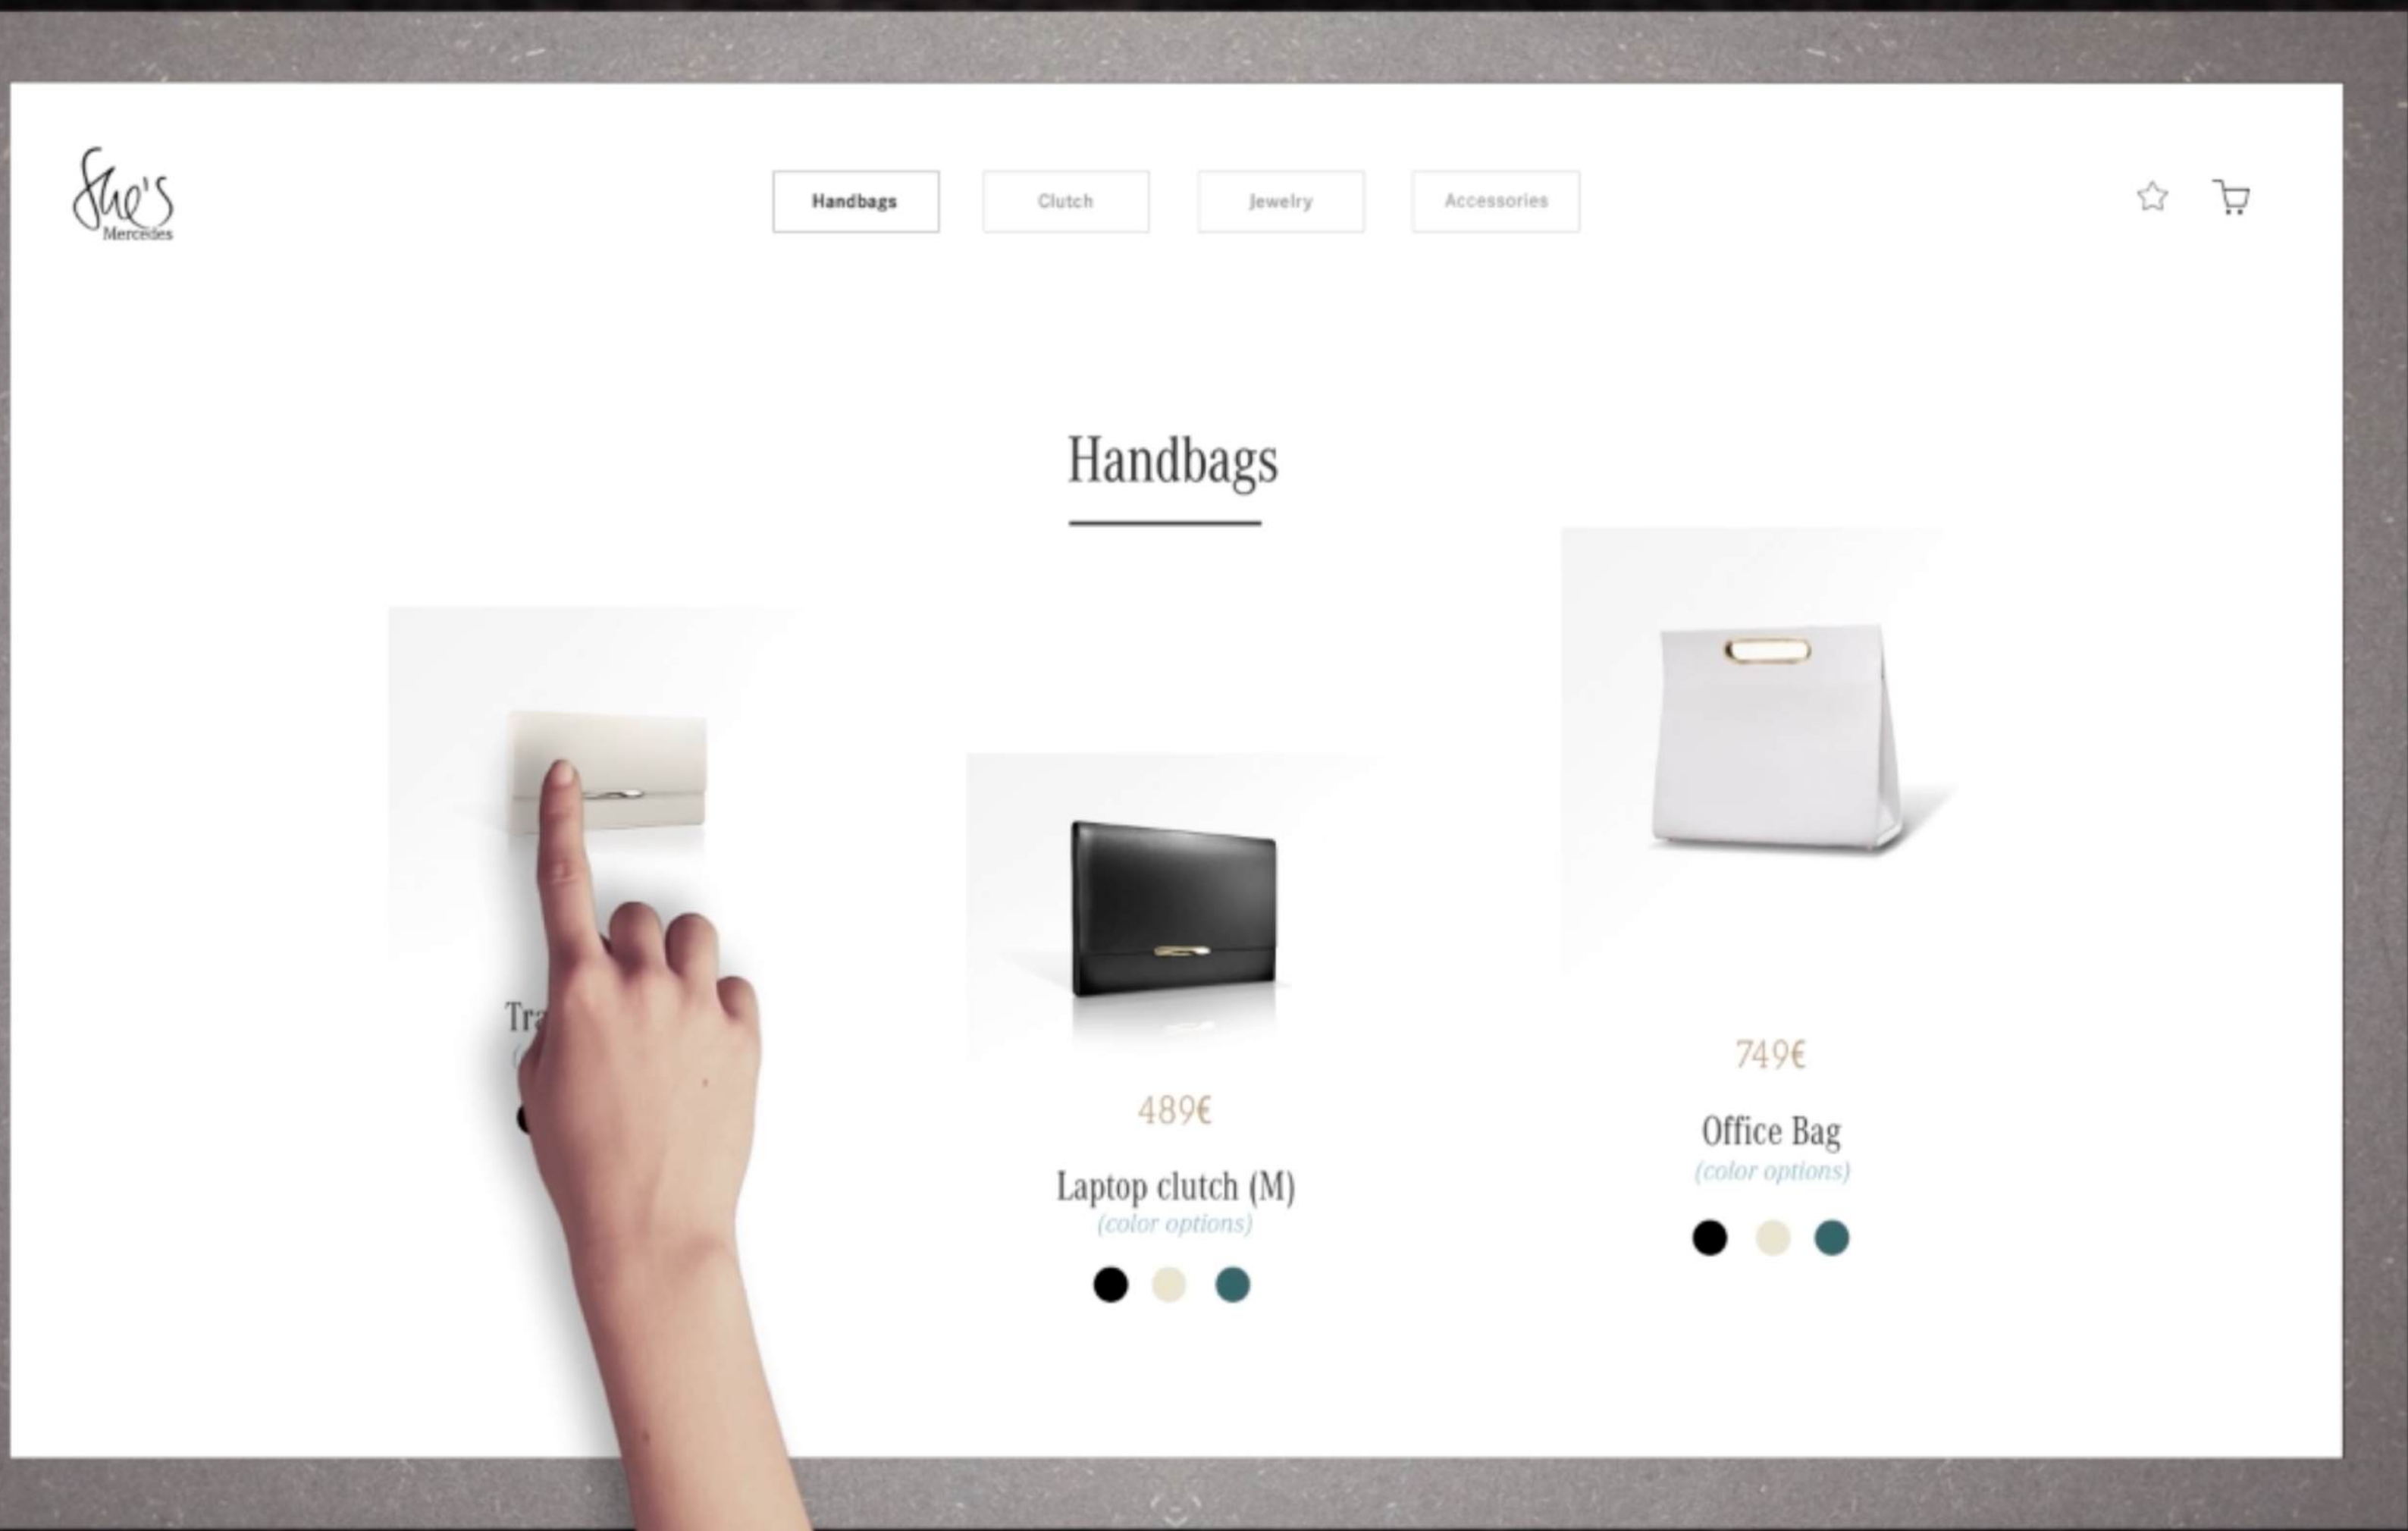 She's
Mercedes
Handbags
Clutch
Jewelry
Accessories
Handbags
489€
Laptop clutch (M)
(color options)
749€
Office Bag
(color options)